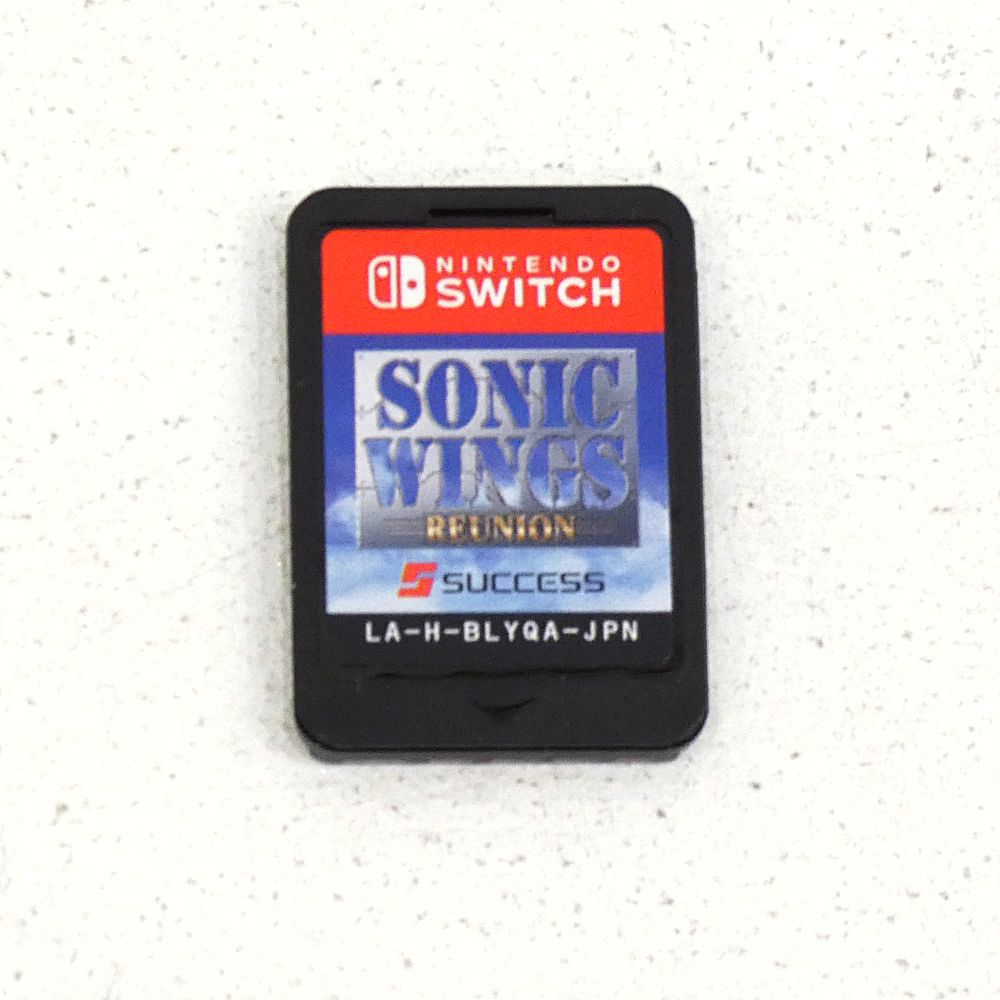 NINTENDO
SWITCH
SONIC
WINGS
REUNION
SUCCESS
LA-H-BLYQA-JPN